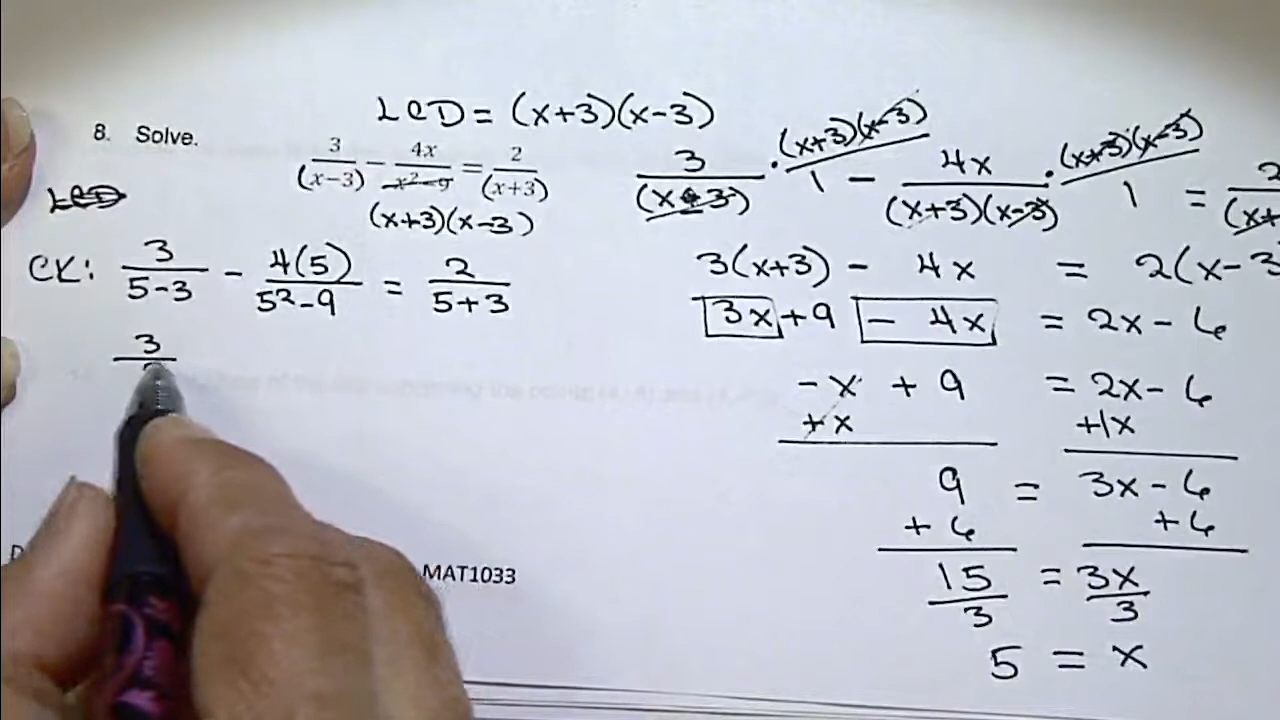 LCD = (x+3)(x-3)
8. Solve.
3/(x-3) - 4x/x²-9 = 2/(x+3)
(x+3)(x-3)
LCD
CK: 3/5-3 - 4(5)/5²-9 = 2/5+3
3
3/(x-3) · (x+3)(x-3)/1 - 4x/(x+3)(x-3) · (x+3)(x-3)/1 = 2/(x+
3(x+3) - 4x = 2(x-3
3x +9 - 4x = 2x - 6
-x + 9 = 2x - 6
+x +1x
9 = 3x - 6
+ 6 + 6
15/3 = 3x/3
5 = x
MAT1033